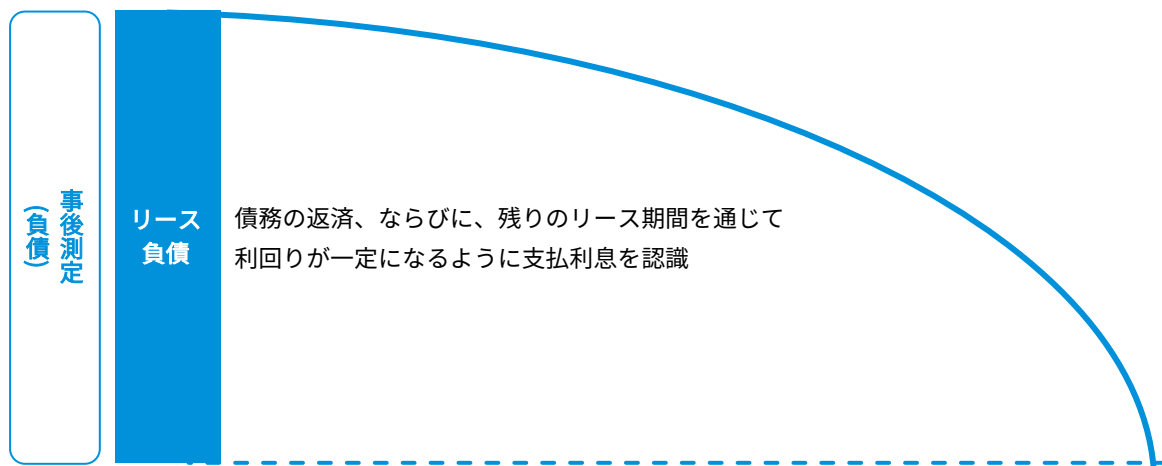 事後測定
(負債)
リース
負債
債務の返済、ならびに、残りのリース期間を通じて
利回りが一定になるように支払利息を認識